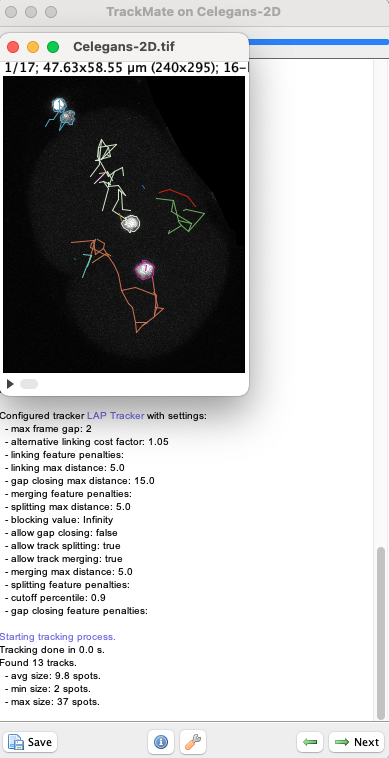 TrackMate on Celegans-2D
Celegans-2D.tif
1/17; 47.63x58.55 µm (240x295); 16-
Configured tracker LAP Tracker with settings:
- max frame gap: 2
- alternative linking cost factor: 1.05
- linking feature penalties:
- linking max distance: 5.0
- gap closing max distance: 15.0
- merging feature penalties:
- splitting max distance: 5.0
- blocking value: Infinity
- allow gap closing: false
- allow track splitting: true
- allow track merging: true
- merging max distance: 5.0
- splitting feature penalties:
- cutoff percentile: 0.9
- gap closing feature penalties:
Starting tracking process.
Tracking done in 0.0 s.
Found 13 tracks.
- avg size: 9.8 spots.
- min size: 2 spots.
- max size: 37 spots.
Save
Next